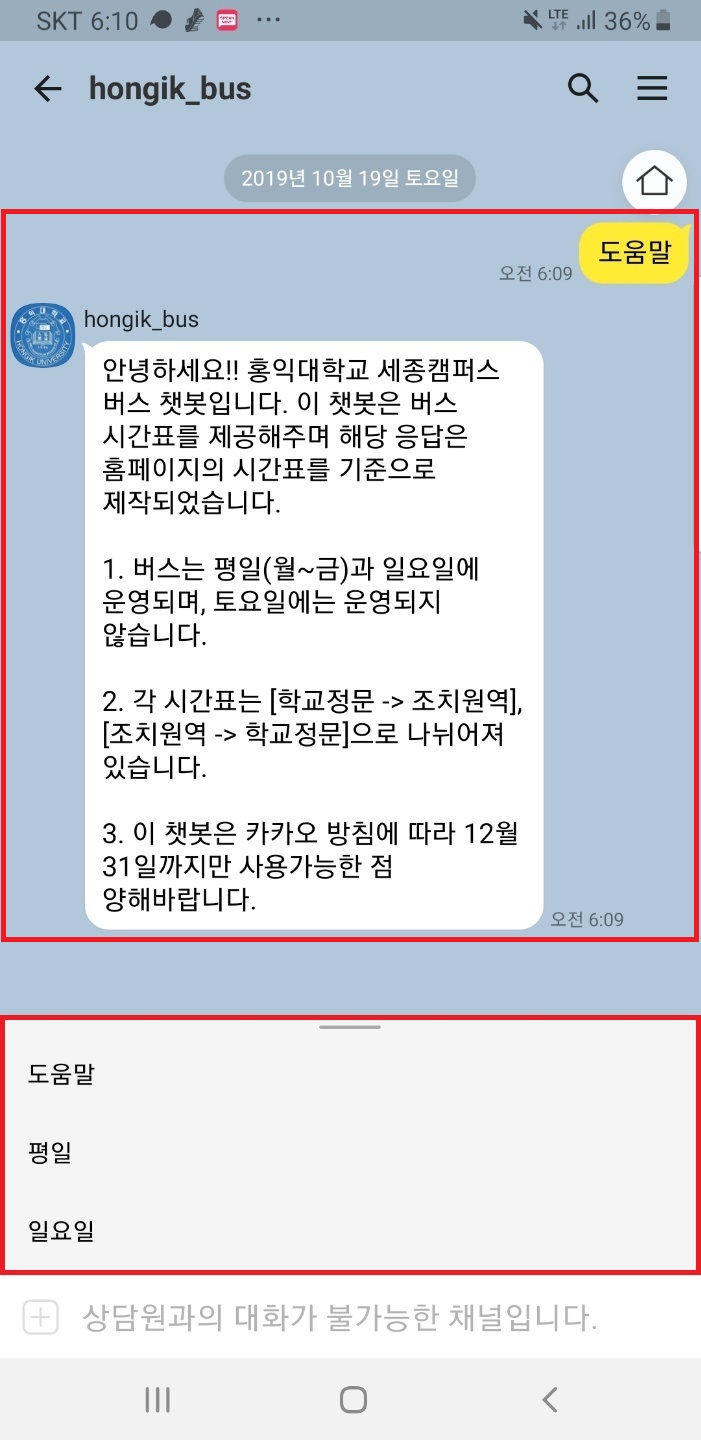 SKT 6:10 LTE 36%
hongik_bus
2019년 10월 19일 토요일
도움말
오전 6:09
hongik_bus
안녕하세요!! 홍익대학교 세종캠퍼스
버스 챗봇입니다. 이 챗봇은 버스
시간표를 제공해주며 해당 응답은
홈페이지의 시간표를 기준으로
제작되었습니다.
1. 버스는 평일(월~금)과 일요일에
운영되며, 토요일에는 운영되지
않습니다.
2. 각 시간표는 [학교정문 -> 조치원역],
[조치원역 -> 학교정문]으로 나뉘어져
있습니다.
3. 이 챗봇은 카카오 방침에 따라 12월
31일까지만 사용가능한 점
양해바랍니다.
오전 6:09
도움말
평일
일요일
상담원과의 대화가 불가능한 채널입니다.